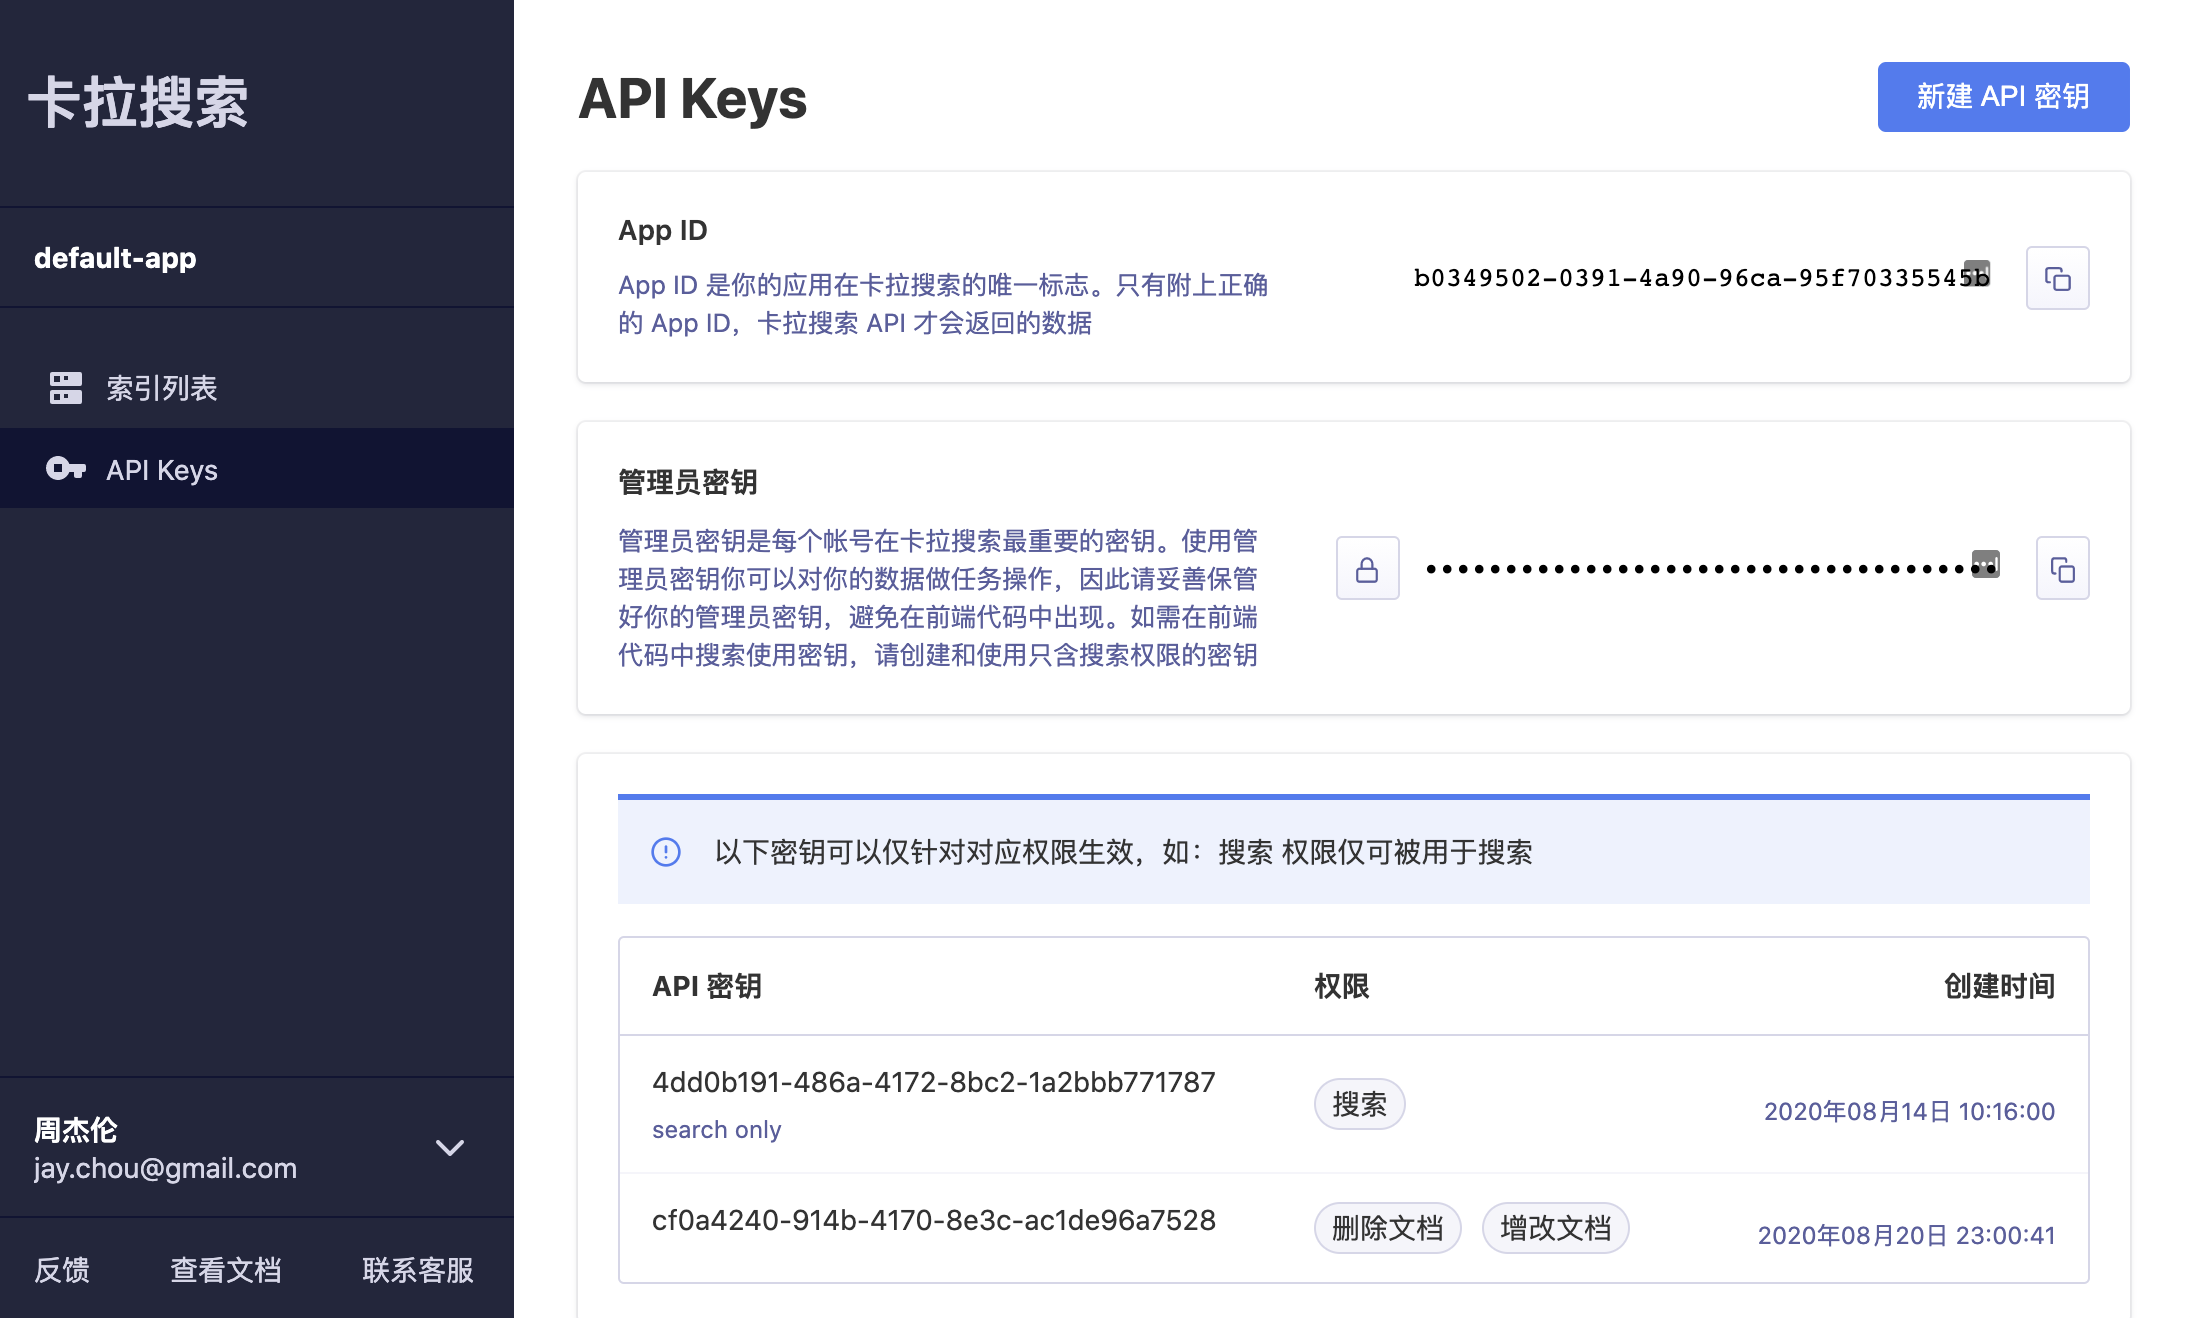 卡拉搜索
default-app
索引列表
API Keys
周杰伦
jay.chou@gmail.com
反馈 查看文档 联系客服
API Keys
新建 API 密钥
App ID
App ID 是你的应用在卡拉搜索的唯一标志。只有附上正确
的 App ID，卡拉搜索 API 才会返回的数据
b0349502-0391-4a90-96ca-95f70335545b
管理员密钥
管理员密钥是每个帐号在卡拉搜索最重要的密钥。使用管
理员密钥你可以对你的数据做任务操作，因此请妥善保管
好你的管理员密钥，避免在前端代码中出现。如需在前端
代码中搜索使用密钥，请创建和使用只含搜索权限的密钥
以下密钥可以仅针对对应权限生效，如：搜索 权限仅可被用于搜索
API 密钥 权限 创建时间
4dd0b191-486a-4172-8bc2-1a2bbb771787
search only
搜索
2020年08月14日 10:16:00
cf0a4240-914b-4170-8e3c-ac1de96a7528
删除文档 增改文档
2020年08月20日 23:00:41